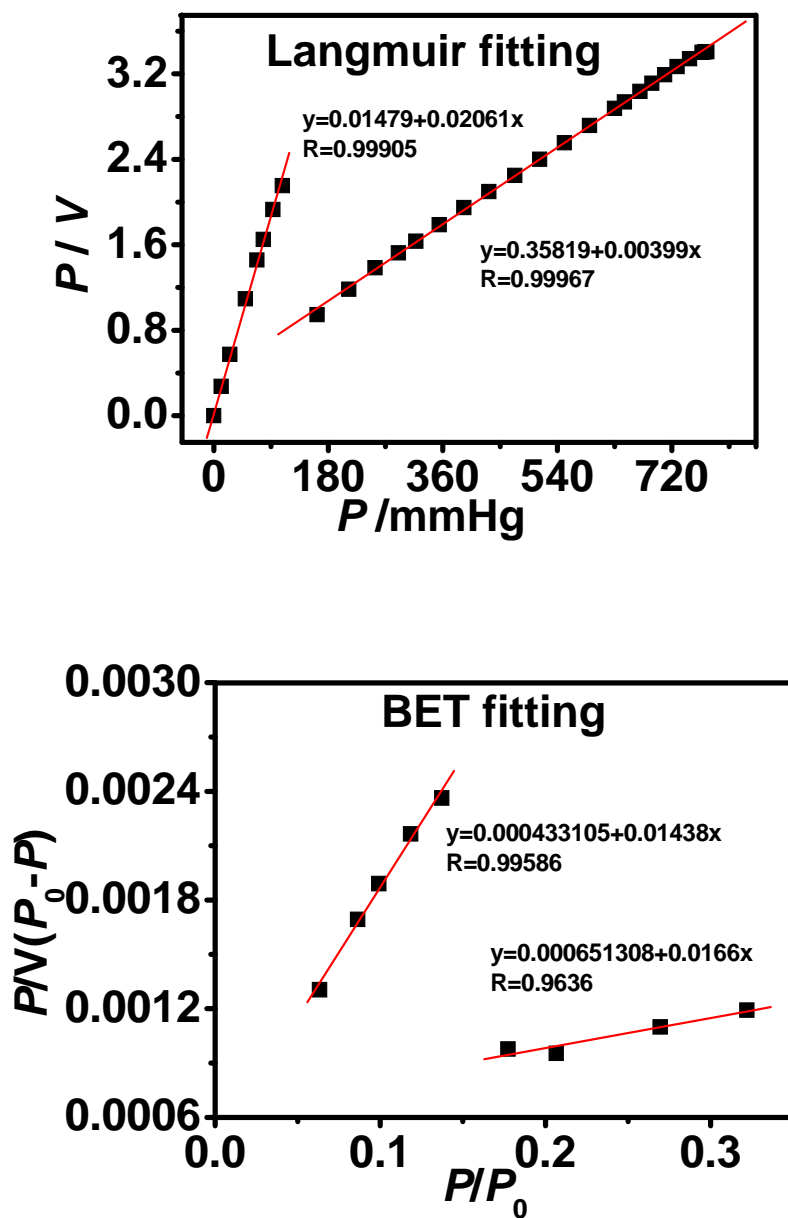 Langmuir fitting
y=0.01479+0.02061x
R=0.99905
y=0.35819+0.00399x
R=0.99967
P / V
3.2
2.4
1.6
0.8
0.0
0 180 360 540 720
P /mmHg
BET fitting
y=0.000433105+0.01438x
R=0.99586
y=0.000651308+0.0166x
R=0.9636
P/V(P₀-P)
0.0030
0.0024
0.0018
0.0012
0.0006
0.0 0.1 0.2 0.3
P/P₀